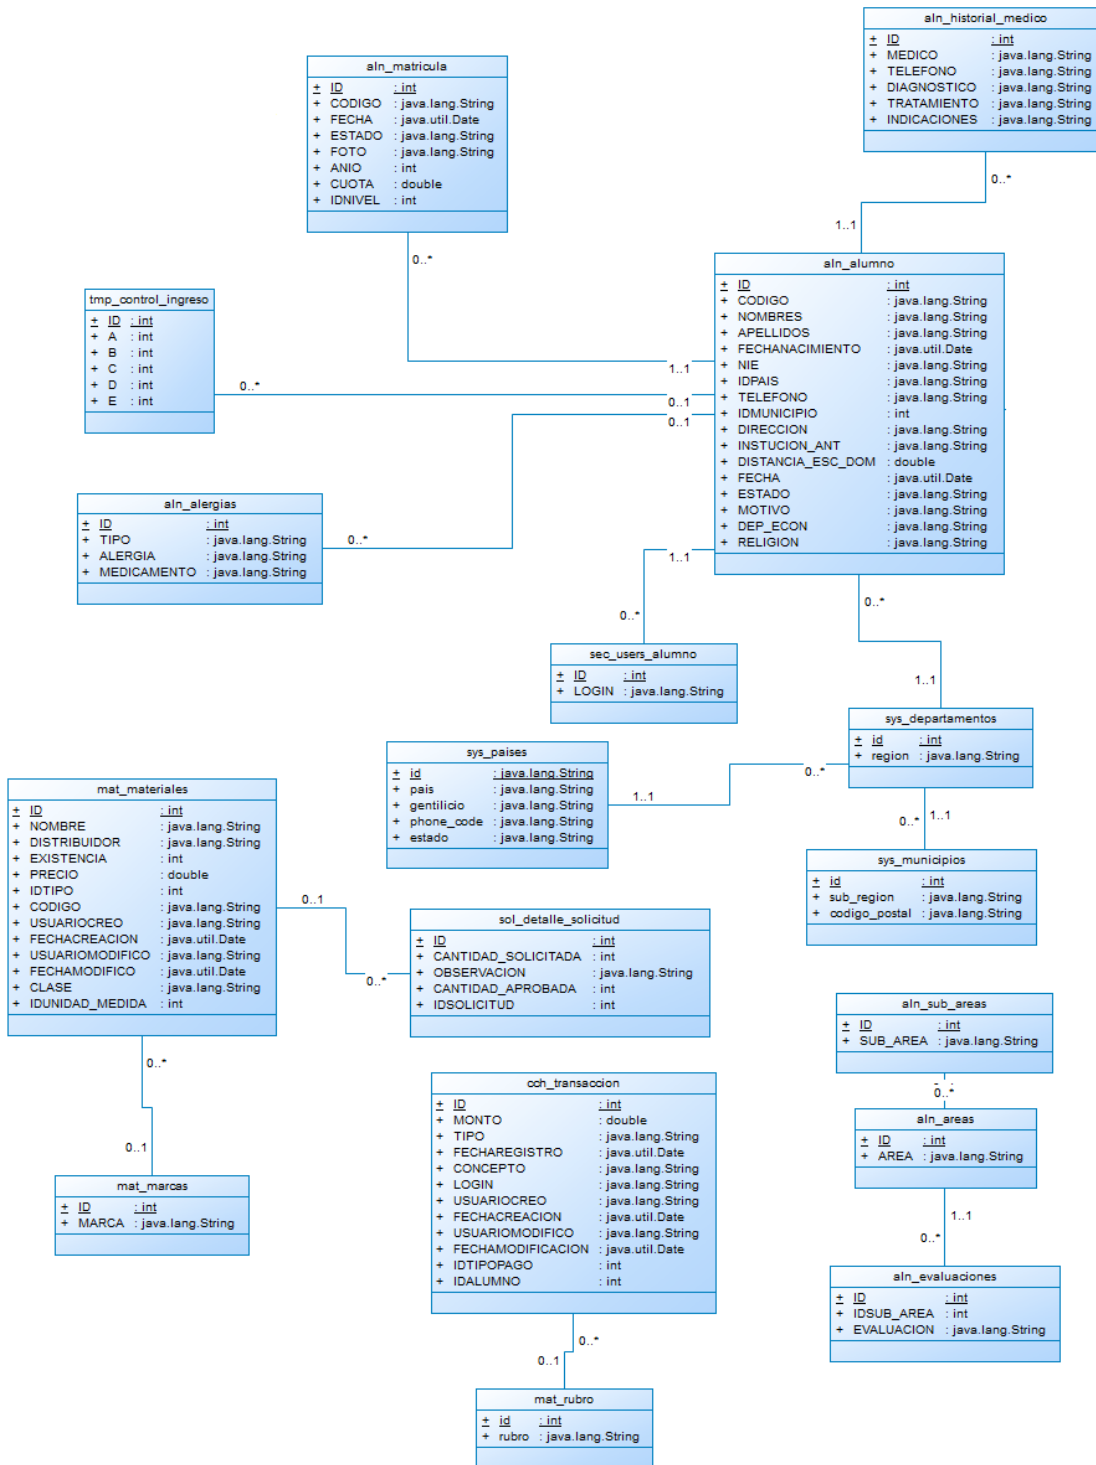 aln_historial_medico
+ ID : int
+ MEDICO : java.lang.String
+ TELEFONO : java.lang.String
+ DIAGNOSTICO : java.lang.String
+ TRATAMIENTO : java.lang.String
+ INDICACIONES : java.lang.String
0..*
1..1
aln_matricula
+ ID : int
+ CODIGO : java.lang.String
+ FECHA : java.util.Date
+ ESTADO : java.lang.String
+ FOTO : java.lang.String
+ ANIO : int
+ CUOTA : double
+ IDNIVEL : int
0..*
1..1
aln_alumno
+ ID : int
+ CODIGO : java.lang.String
+ NOMBRES : java.lang.String
+ APELLIDOS : java.lang.String
+ FECHANACIMIENTO : java.util.Date
+ NIE : java.lang.String
+ IDPAIS : java.lang.String
+ TELEFONO : java.lang.String
+ IDMUNICIPIO : int
+ DIRECCION : java.lang.String
+ INSTUCION_ANT : java.lang.String
+ DISTANCIA_ESC_DOM : double
+ FECHA : java.util.Date
+ ESTADO : java.lang.String
+ MOTIVO : java.lang.String
+ DEP_ECON : java.lang.String
+ RELIGION : java.lang.String
tmp_control_ingreso
+ ID : int
+ A : int
+ B : int
+ C : int
+ D : int
+ E : int
0..*
0..1
0..1
aln_alergias
+ ID : int
+ TIPO : java.lang.String
+ ALERGIA : java.lang.String
+ MEDICAMENTO : java.lang.String
0..*
1..1
0..*
sec_users_alumno
+ ID : int
+ LOGIN : java.lang.String
0..*
1..1
sys_departamentos
+ id : int
+ region : java.lang.String
sys_paises
+ id : java.lang.String
+ pais : java.lang.String
+ gentilicio : java.lang.String
+ phone_code : java.lang.String
+ estado : java.lang.String
1..1
0..*
0..*
1..1
sys_municipios
+ id : int
+ sub_region : java.lang.String
+ codigo_postal : java.lang.String
mat_materiales
+ ID : int
+ NOMBRE : java.lang.String
+ DISTRIBUIDOR : java.lang.String
+ EXISTENCIA : int
+ PRECIO : double
+ IDTIPO : int
+ CODIGO : java.lang.String
+ USUARIOCREO : java.lang.String
+ FECHACREACION : java.util.Date
+ USUARIOMODIFICO : java.lang.String
+ FECHAMODIFICO : java.util.Date
+ CLASE : java.lang.String
+ IDUNIDAD_MEDIDA : int
0..1
0..*
sol_detalle_solicitud
+ ID : int
+ CANTIDAD_SOLICITADA : int
+ OBSERVACION : java.lang.String
+ CANTIDAD_APROBADA : int
+ IDSOLICITUD : int
0..*
0..1
mat_marcas
+ ID : int
+ MARCA : java.lang.String
cch_transaccion
+ ID : int
+ MONTO : double
+ TIPO : java.lang.String
+ FECHAREGISTRO : java.util.Date
+ CONCEPTO : java.lang.String
+ LOGIN : java.lang.String
+ USUARIOCREO : java.lang.String
+ FECHACREACION : java.util.Date
+ USUARIOMODIFICO : java.lang.String
+ FECHAMODIFICACION : java.util.Date
+ IDTIPOPAGO : int
+ IDALUMNO : int
0..*
0..1
mat_rubro
+ id : int
+ rubro : java.lang.String
aln_sub_areas
+ ID : int
+ SUB_AREA : java.lang.String
0..*
aln_areas
+ ID : int
+ AREA : java.lang.String
1..1
0..*
aln_evaluaciones
+ ID : int
+ IDSUB_AREA : int
+ EVALUACION : java.lang.String